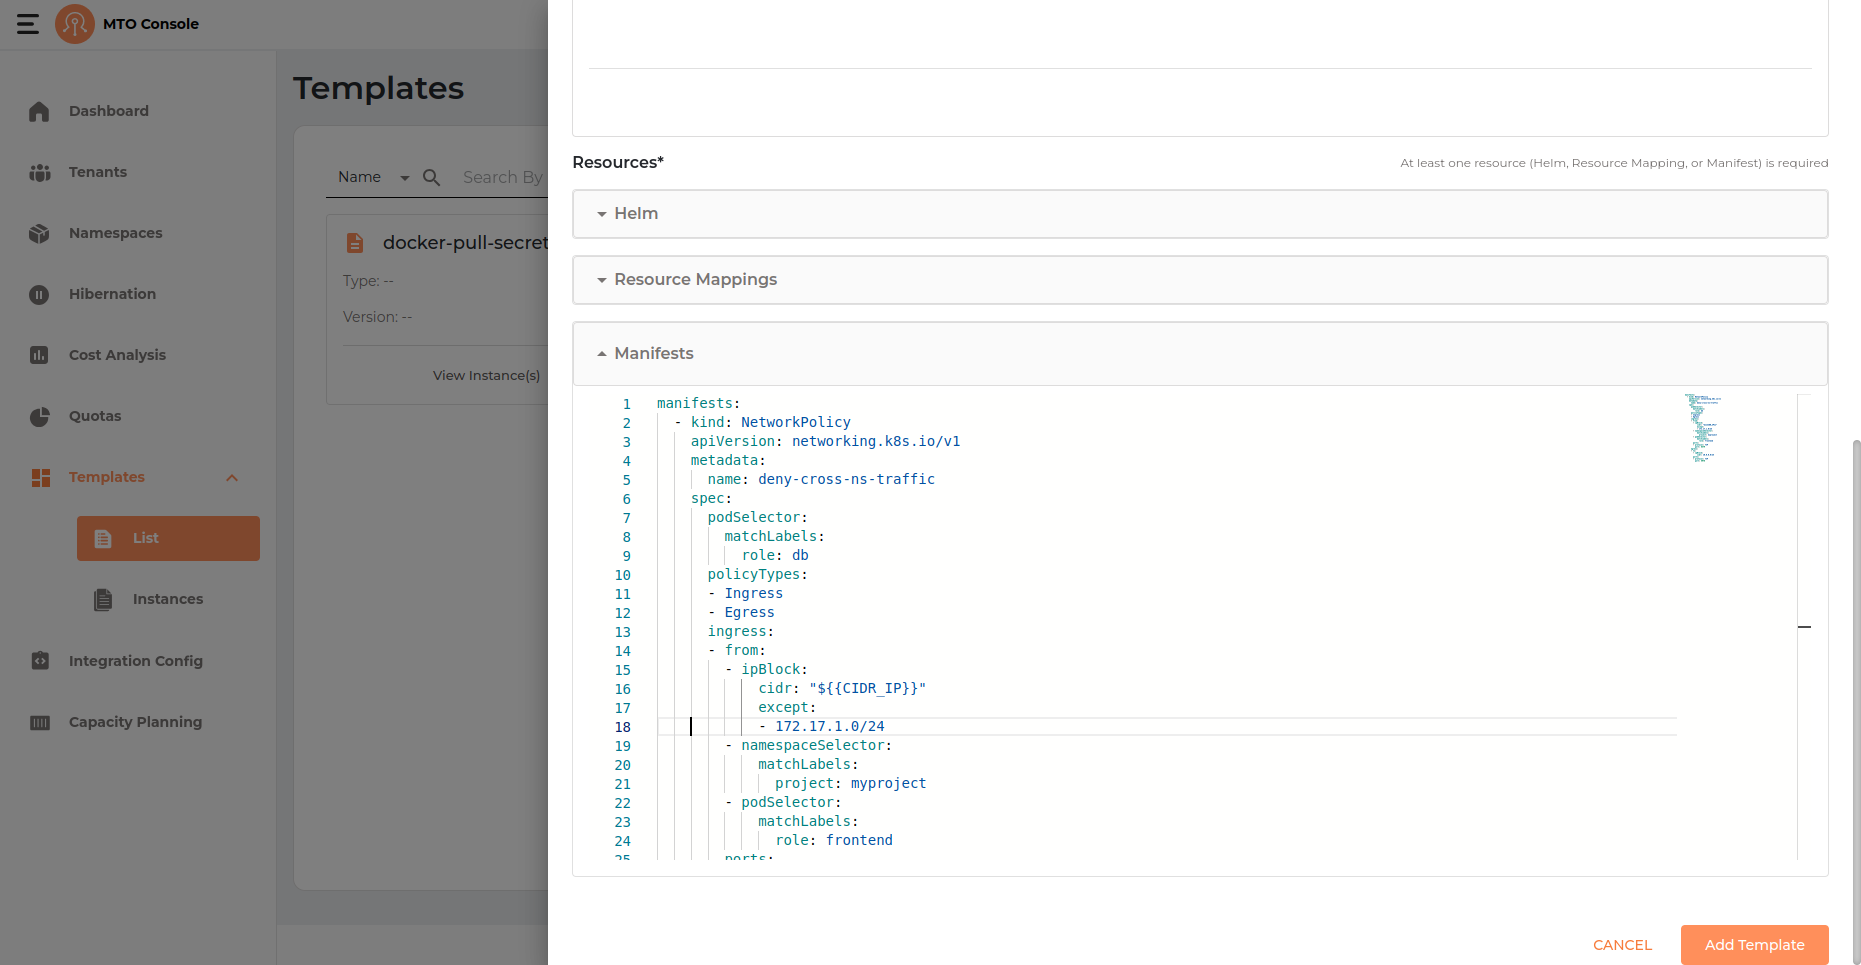 MTO Console
Dashboard
Tenants
Namespaces
Hibernation
Cost Analysis
Quotas
Templates
List
Instances
Integration Config
Capacity Planning
Templates
Name
Search By
docker-pull-secret
Type: --
Version: --
View Instance(s)
Resources*
At least one resource (Helm, Resource Mapping, or Manifest) is required
Helm
Resource Mappings
Manifests
1 manifests:
2 - kind: NetworkPolicy
3 apiVersion: networking.k8s.io/v1
4 metadata:
5 name: deny-cross-ns-traffic
6 spec:
7 podSelector:
8 matchLabels:
9 role: db
10 policyTypes:
11 - Ingress
12 - Egress
13 ingress:
14 - from:
15 - ipBlock:
16 cidr: "${{CIDR_IP}}"
17 except:
18 - 172.17.1.0/24
19 - namespaceSelector:
20 matchLabels:
21 project: myproject
22 - podSelector:
23 matchLabels:
24 role: frontend
25 ports:
CANCEL
Add Template